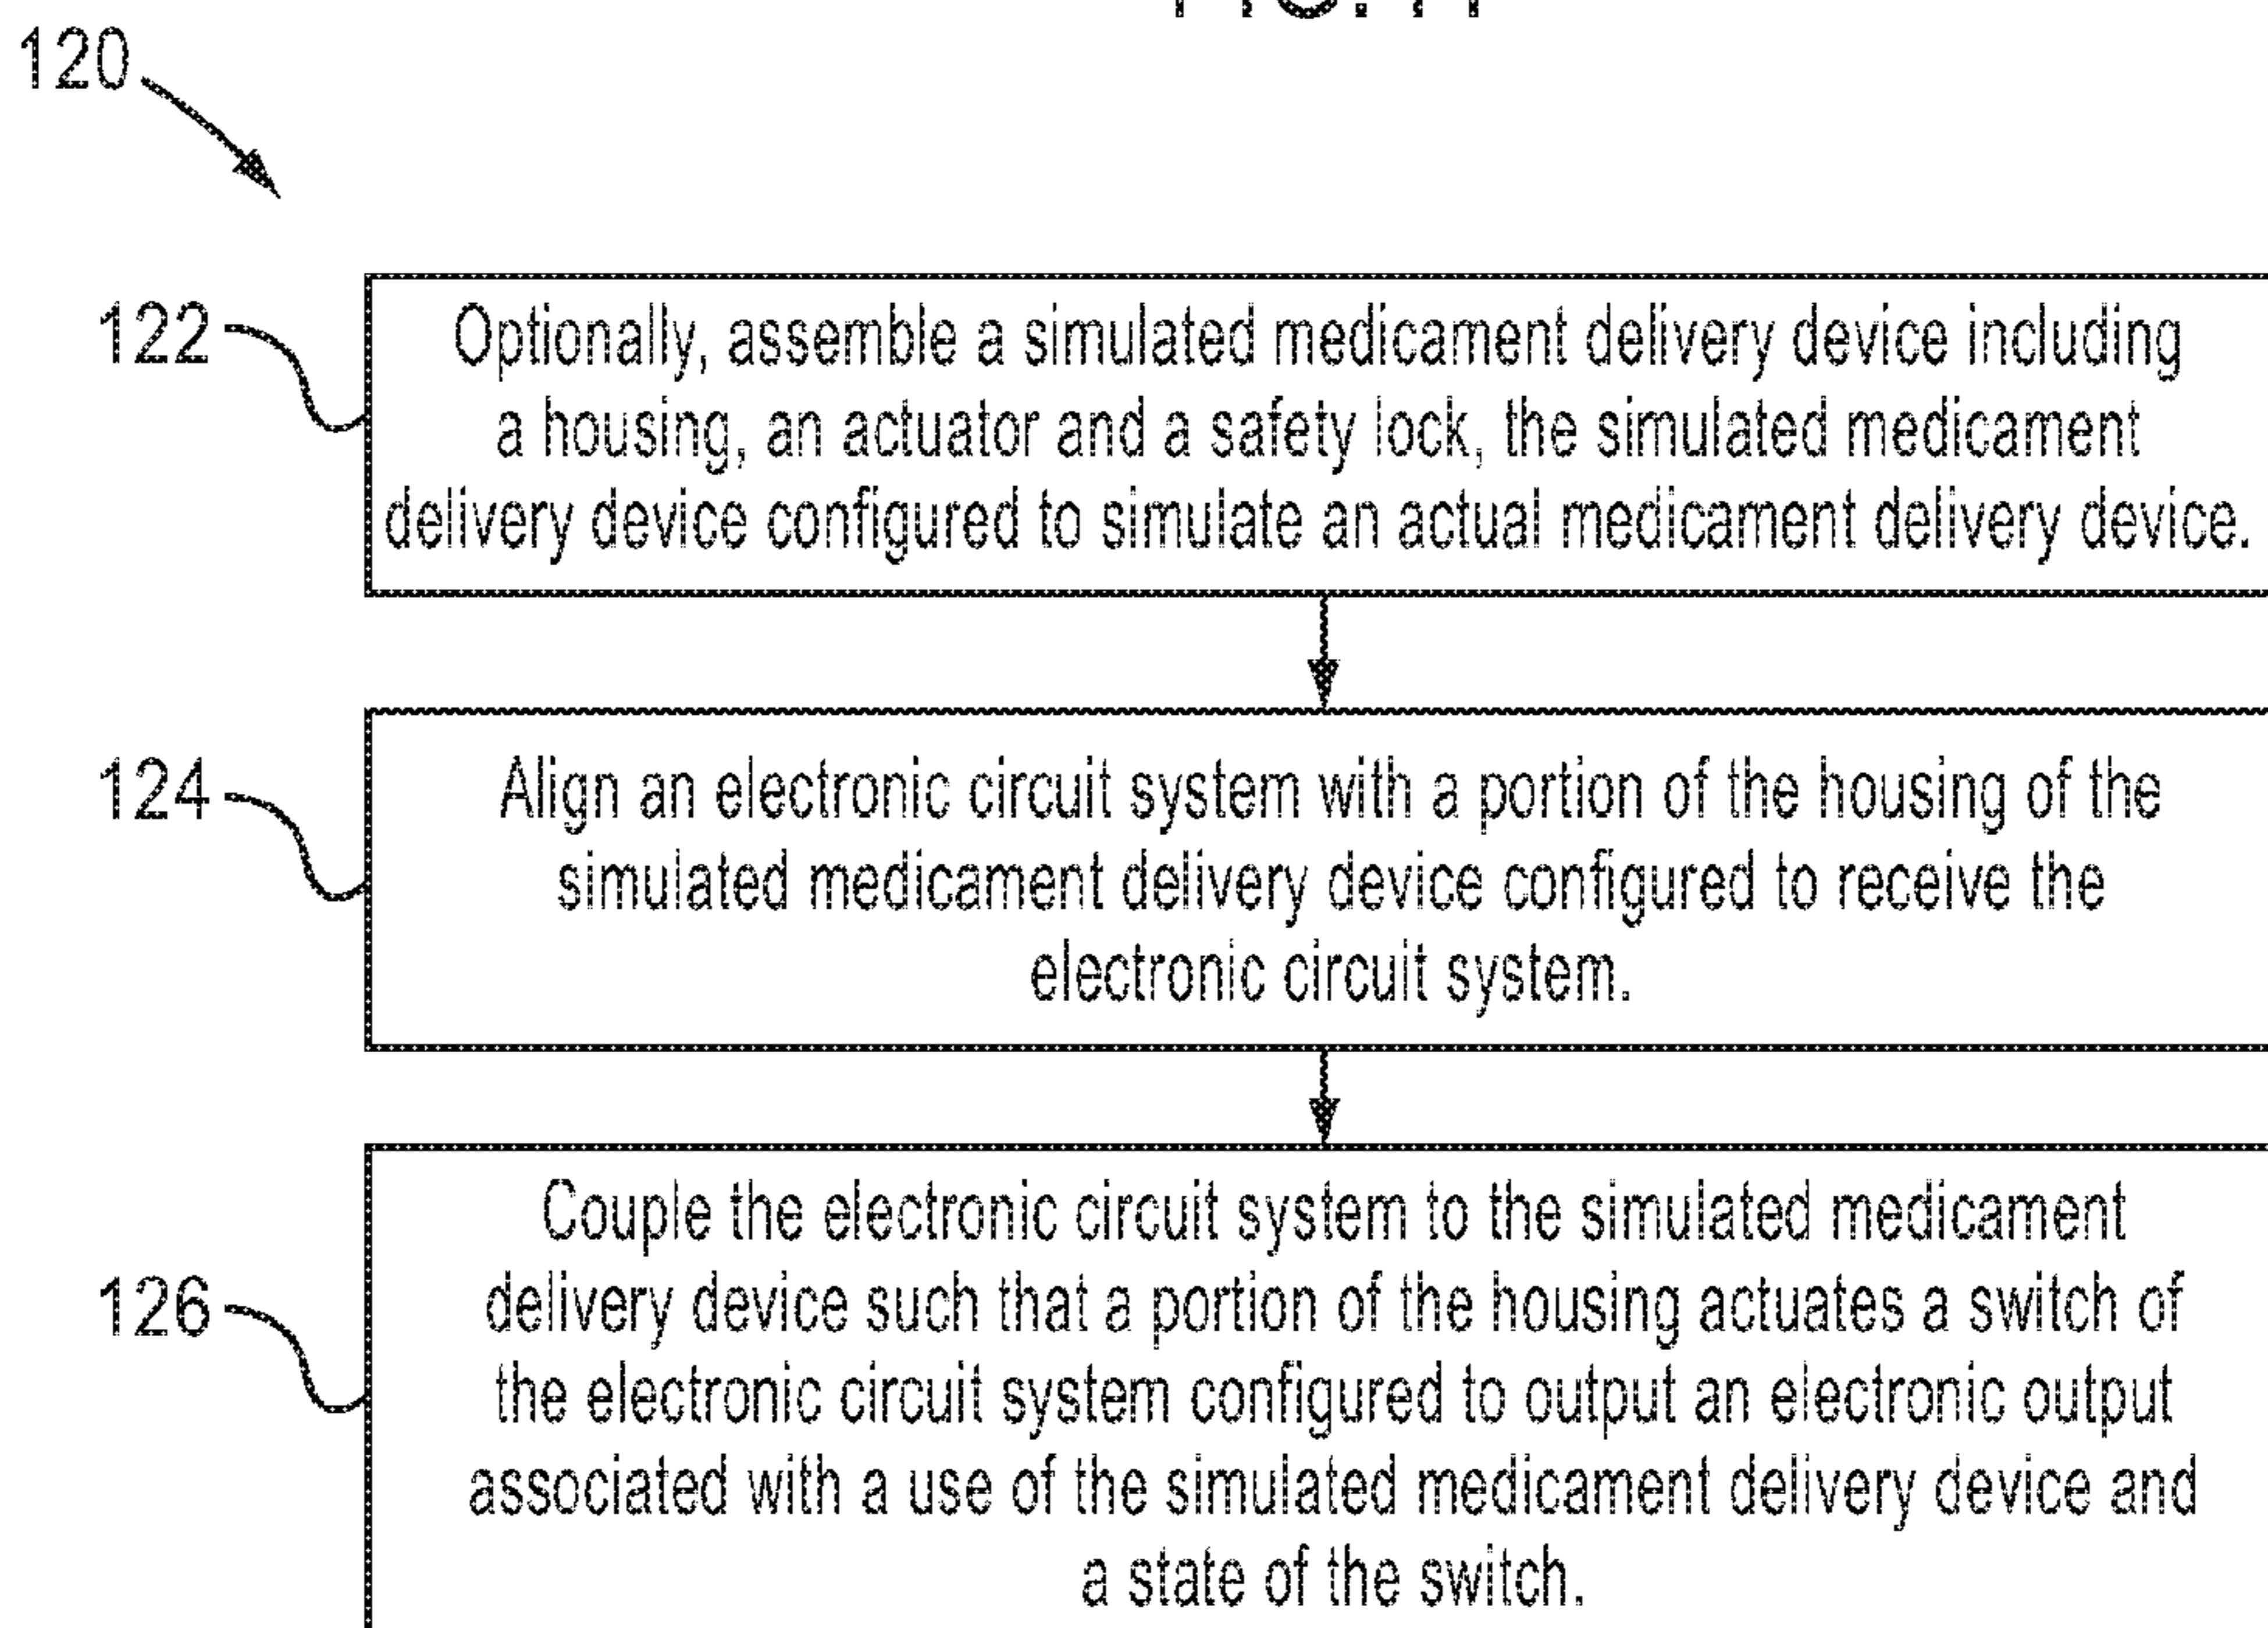 120
122
Optionally, assemble a simulated medicament delivery device including
a housing, an actuator and a safety lock, the simulated medicament
delivery device configured to simulate an actual medicament delivery device.
124
Align an electronic circuit system with a portion of the housing of the
simulated medicament delivery device configured to receive the
electronic circuit system.
126
Couple the electronic circuit system to the simulated medicament
delivery device such that a portion of the housing actuates a switch of
the electronic circuit system configured to output an electronic output
associated with a use of the simulated medicament delivery device and
a state of the switch.